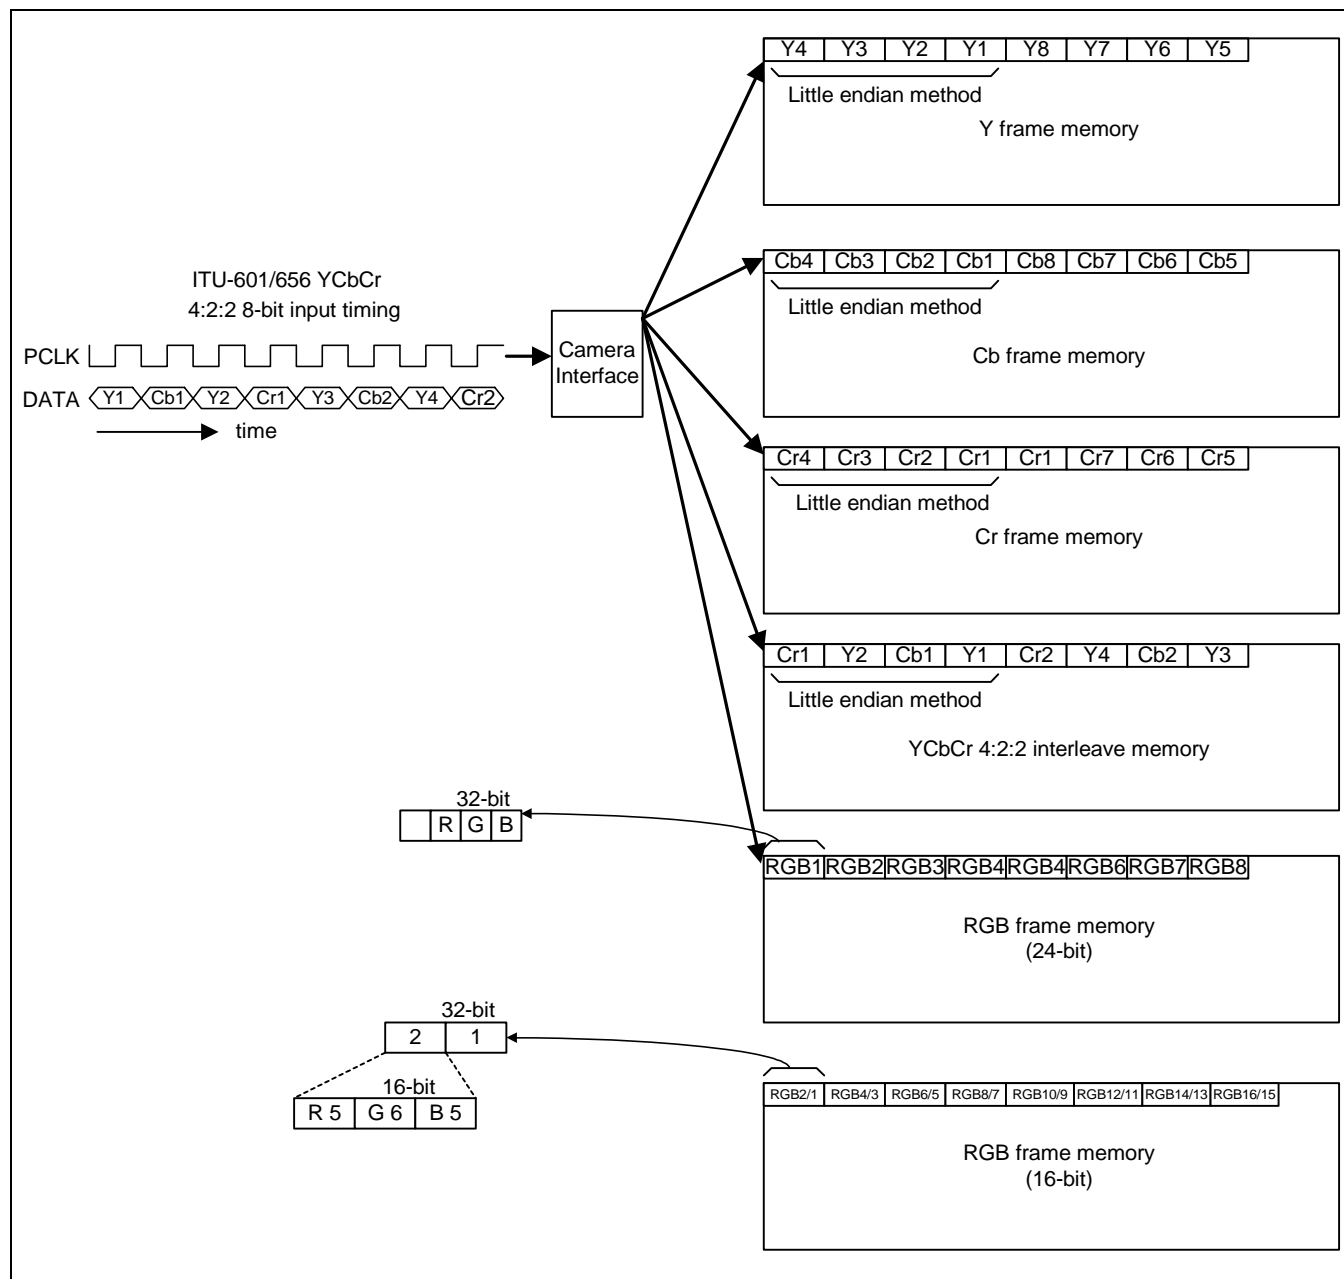 Y4 Y3 Y2 Y1 Y8 Y7 Y6 Y5
Little endian method
Y frame memory
ITU-601/656 YCbCr
4:2:2 8-bit input timing
PCLK
DATA Y1 Cb1 Y2 Cr1 Y3 Cb2 Y4 Cr2
time
Camera
Interface
Cb4 Cb3 Cb2 Cb1 Cb8 Cb7 Cb6 Cb5
Little endian method
Cb frame memory
Cr4 Cr3 Cr2 Cr1 Cr1 Cr7 Cr6 Cr5
Little endian method
Cr frame memory
Cr1 Y2 Cb1 Y1 Cr2 Y4 Cb2 Y3
Little endian method
YCbCr 4:2:2 interleave memory
32-bit
R G B
RGB1 RGB2 RGB3 RGB4 RGB4 RGB6 RGB7 RGB8
RGB frame memory
(24-bit)
32-bit
2 1
16-bit
R 5 G 6 B 5
RGB2/1 RGB4/3 RGB6/5 RGB8/7 RGB10/9 RGB12/11 RGB14/13 RGB16/15
RGB frame memory
(16-bit)